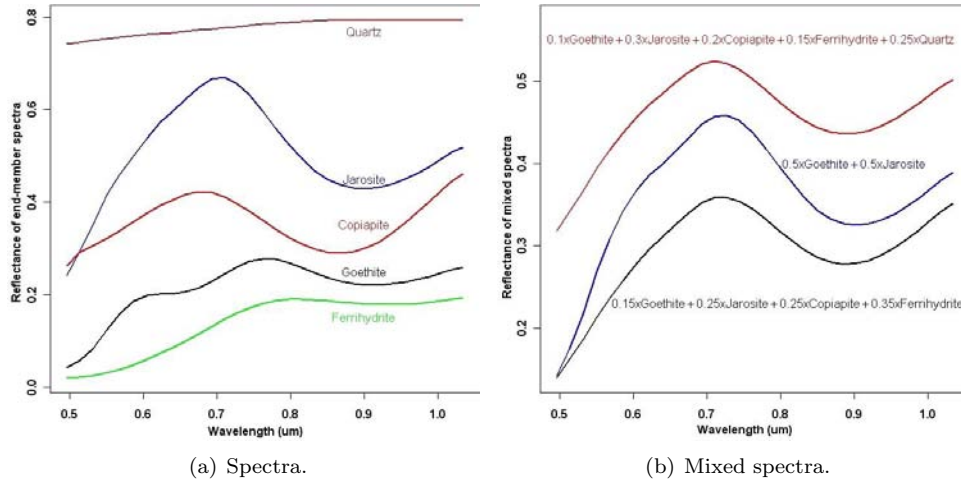 0.8
0.6
0.4
0.2
0.0
Reflectance of end-member spectra
Quartz
Jarosite
Copiapite
Goethite
Ferrihydrite
0.5 0.6 0.7 0.8 0.9 1.0
Wavelength (um)
(a) Spectra.
0.5
0.4
0.3
0.2
Reflectance of mixed spectra
0.1xGoethite + 0.3xJarosite + 0.2xCopiapite + 0.15xFerrihydrite + 0.25xQuartz
0.5xGoethite + 0.5xJarosite
0.15xGoethite + 0.25xJarosite + 0.25xCopiapite + 0.35xFerrihydrite
0.5 0.6 0.7 0.8 0.9 1.0
Wavelength (um)
(b) Mixed spectra.